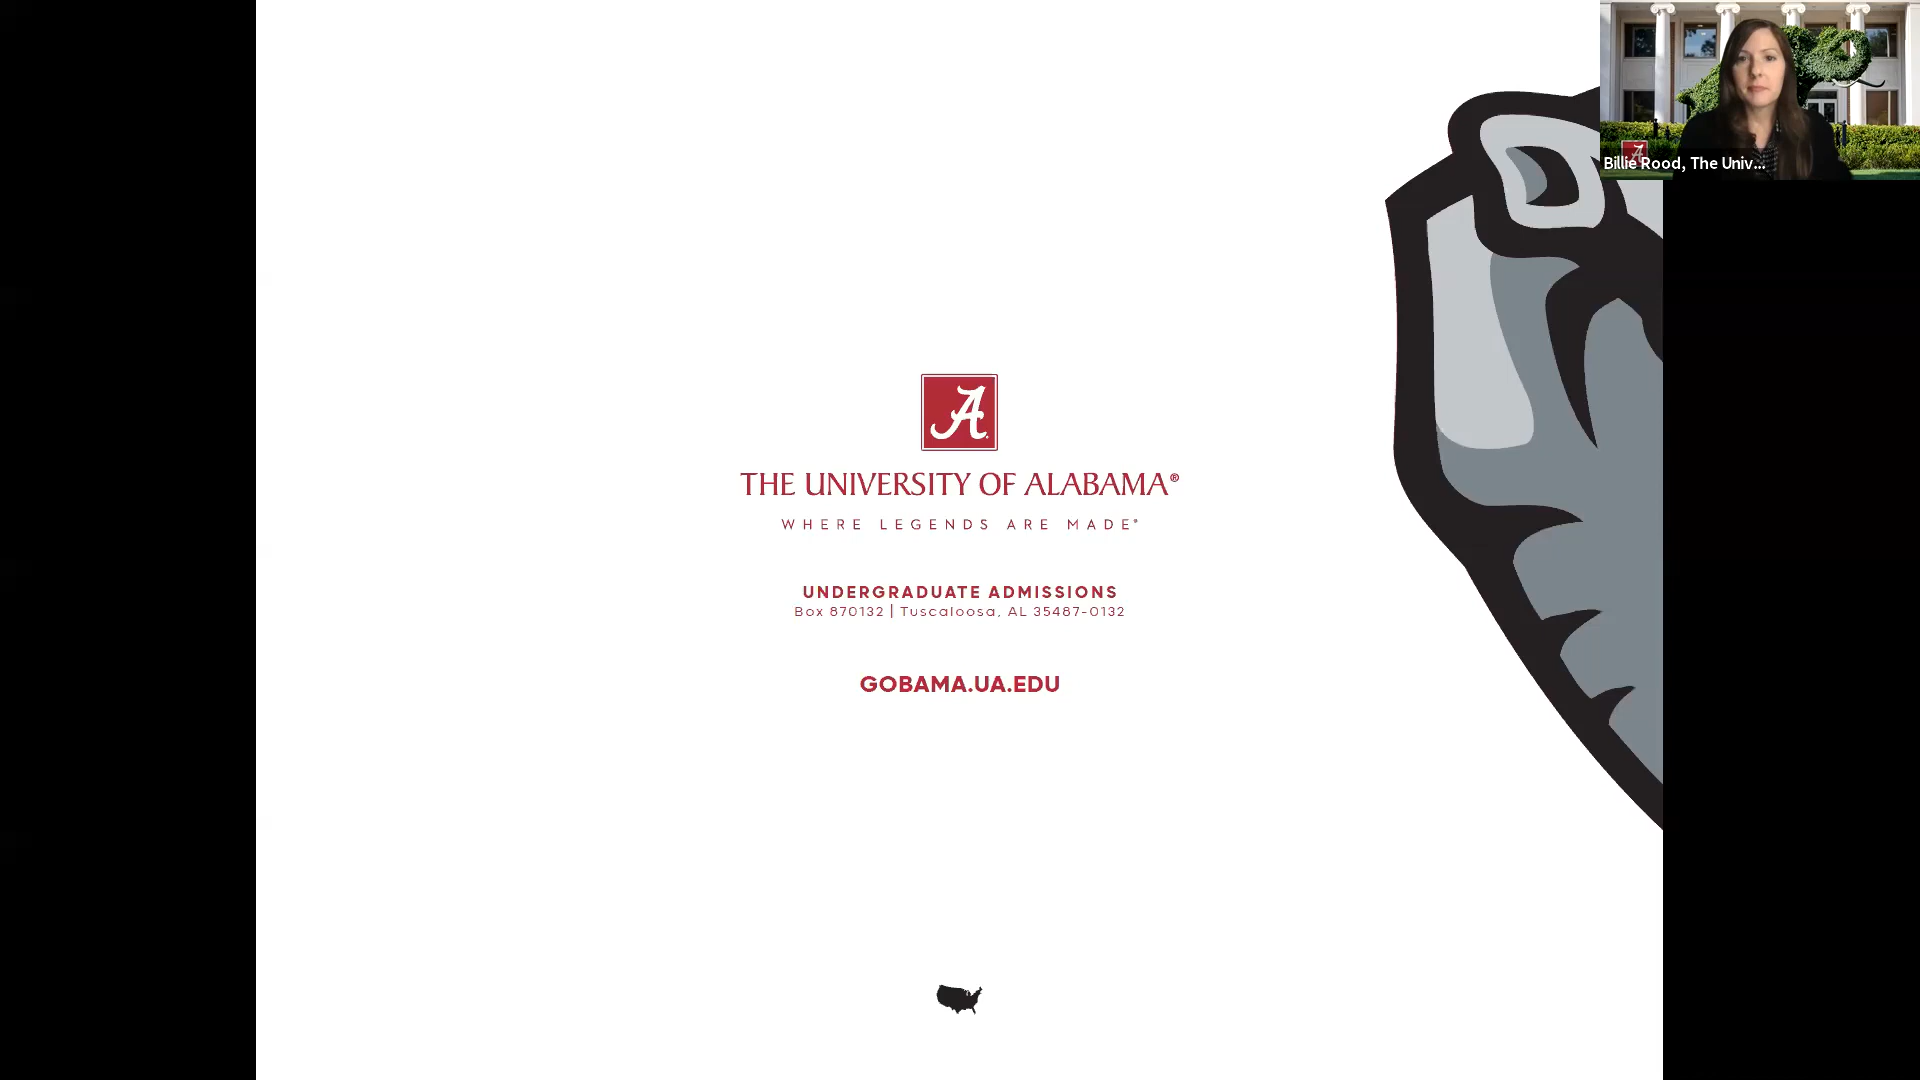 Billie Rood, The Univ...
A
THE UNIVERSITY OF ALABAMA®
WHERE LEGENDS ARE MADE®
UNDERGRADUATE ADMISSIONS
Box 870132 | Tuscaloosa, AL 35487-0132
GOBAMA.UA.EDU